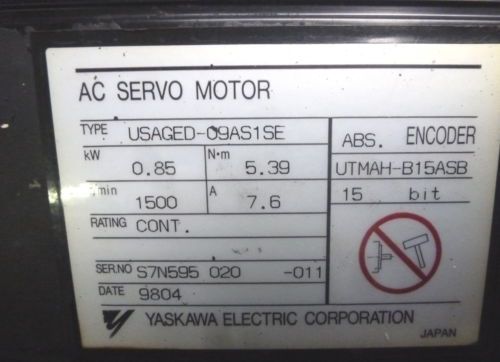 AC SERVO MOTOR
TYPE USAGED-09AS1SE
kW 0.85 N·m 5.39
/min 1500 A 7.6
RATING CONT.
SER.NO S7N595 020 -011
DATE 9804
ABS. ENCODER
UTMAH-B15ASB
15 bit
YASKAWA ELECTRIC CORPORATION
JAPAN